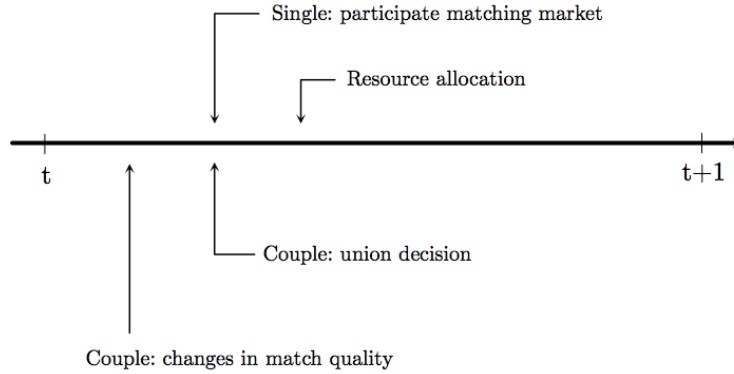 Single: participate matching market
Resource allocation
t
t+1
Couple: union decision
Couple: changes in match quality